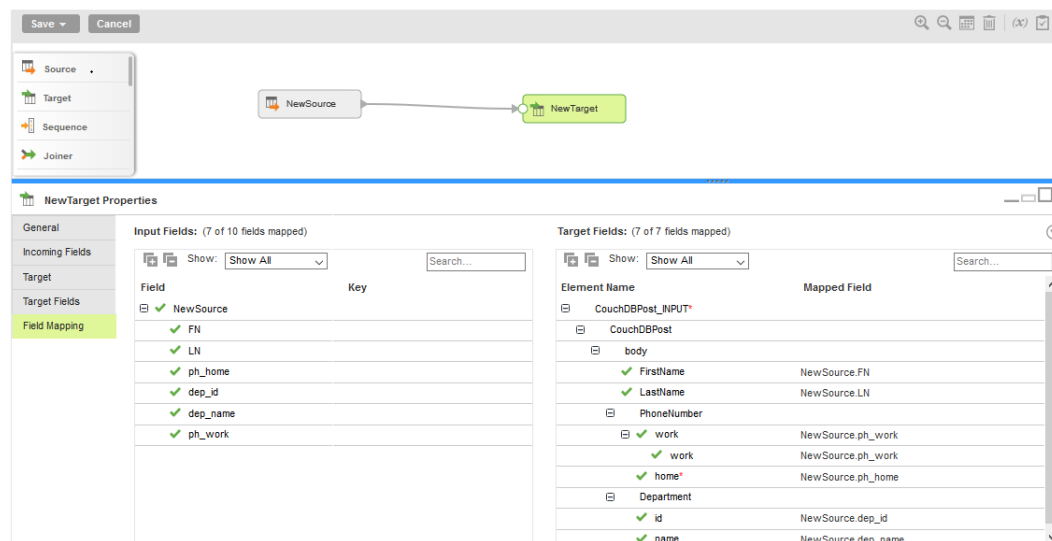 Save Cancel (x)
Source
Target
Sequence
Joiner
NewSource
NewTarget
NewTarget Properties
General
Incoming Fields
Target
Target Fields
Field Mapping
Input Fields: (7 of 10 fields mapped)
Show: Show All Search...
Field Key
NewSource
FN
LN
ph_home
dep_id
dep_name
ph_work
Target Fields: (7 of 7 fields mapped)
Show: Show All Search...
Element Name Mapped Field
CouchDBPost_INPUT*
CouchDBPost
body
FirstName NewSource.FN
LastName NewSource.LN
PhoneNumber
work NewSource.ph_work
work NewSource.ph_work
home* NewSource.ph_home
Department
id NewSource.dep_id
name NewSource.dep_name